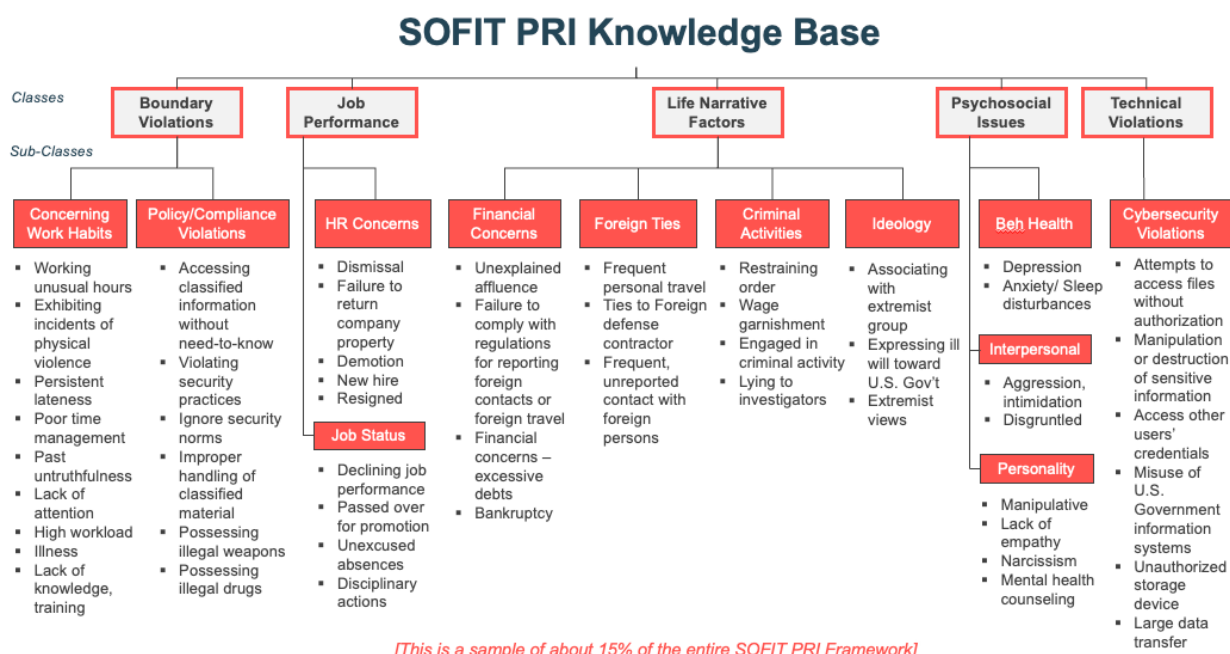 SOFIT PRI Knowledge Base
Classes
Boundary
Violations
Job
Performance
Life Narrative
Factors
Psychosocial
Issues
Technical
Violations
Sub-Classes
Concerning
Work Habits
▪ Working
unusual hours
▪ Exhibiting
incidents of
physical
violence
▪ Persistent
lateness
▪ Poor time
management
▪ Past
untruthfulness
▪ Lack of
attention
▪ High workload
▪ Illness
▪ Lack of
knowledge,
training
Policy/Compliance
Violations
▪ Accessing
classified
information
without
need-to-know
▪ Violating
security
practices
▪ Ignore security
norms
▪ Improper
handling of
classified
material
▪ Possessing
illegal weapons
▪ Possessing
illegal drugs
HR Concerns
▪ Dismissal
▪ Failure to
return
company
property
▪ Demotion
▪ New hire
▪ Resigned
Job Status
▪ Declining job
performance
▪ Passed over
for promotion
▪ Unexcused
absences
▪ Disciplinary
actions
Financial
Concerns
▪ Unexplained
affluence
▪ Failure to
comply with
regulations
for reporting
foreign
contacts or
foreign travel
▪ Financial
concerns –
excessive
debts
▪ Bankruptcy
Foreign Ties
▪ Frequent
personal travel
▪ Ties to Foreign
defense
contractor
▪ Frequent,
unreported
contact with
foreign
persons
Criminal
Activities
▪ Restraining
order
▪ Wage
garnishment
▪ Engaged in
criminal activity
▪ Lying to
investigators
Ideology
▪ Associating
with
extremist
group
▪ Expressing ill
will toward
U.S. Gov't
▪ Extremist
views
Beh Health
▪ Depression
▪ Anxiety/ Sleep
disturbances
Interpersonal
▪ Aggression,
intimidation
▪ Disgruntled
Personality
▪ Manipulative
▪ Lack of
empathy
▪ Narcissism
▪ Mental health
counseling
Cybersecurity
Violations
▪ Attempts to
access files
without
authorization
▪ Manipulation
or destruction
of sensitive
information
▪ Access other
users'
credentials
▪ Misuse of
U.S.
Government
information
systems
▪ Unauthorized
storage
device
▪ Large data
transfer
[This is a sample of about 15% of the entire SOFIT PRI Framework]